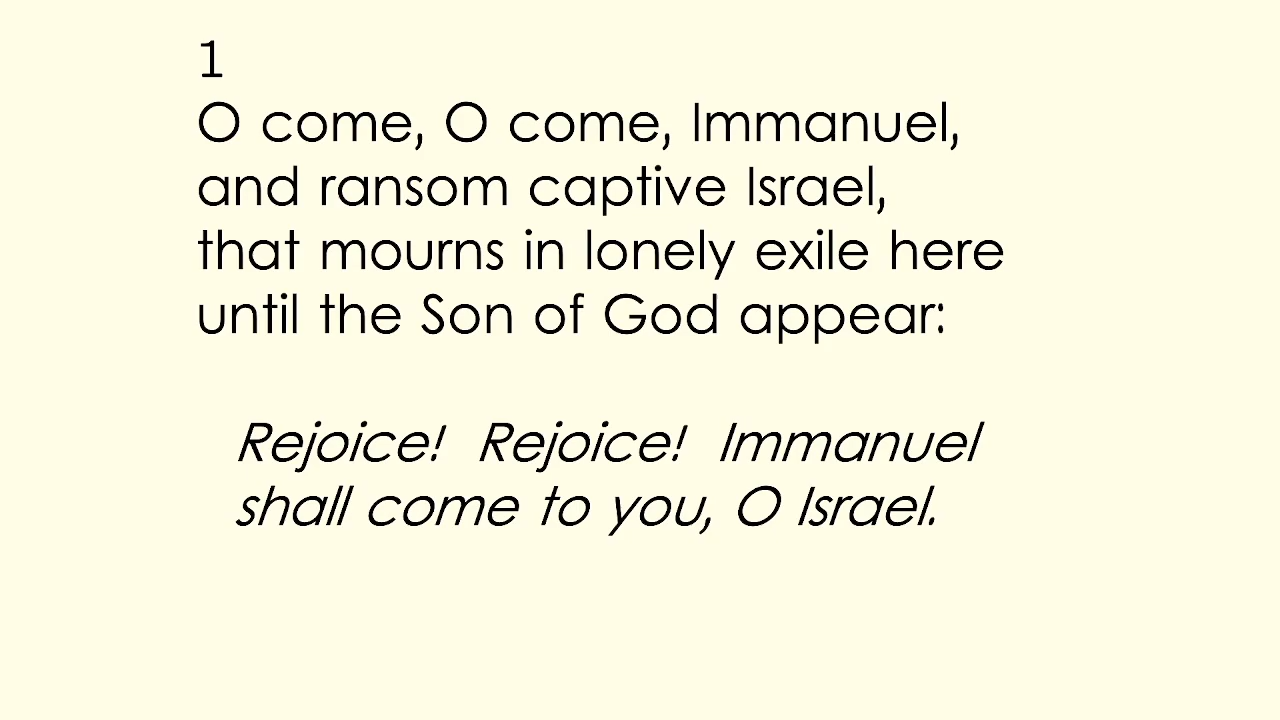 1
O come, O come, Immanuel,
and ransom captive Israel,
that mourns in lonely exile here
until the Son of God appear:
Rejoice! Rejoice! Immanuel
shall come to you, O Israel.